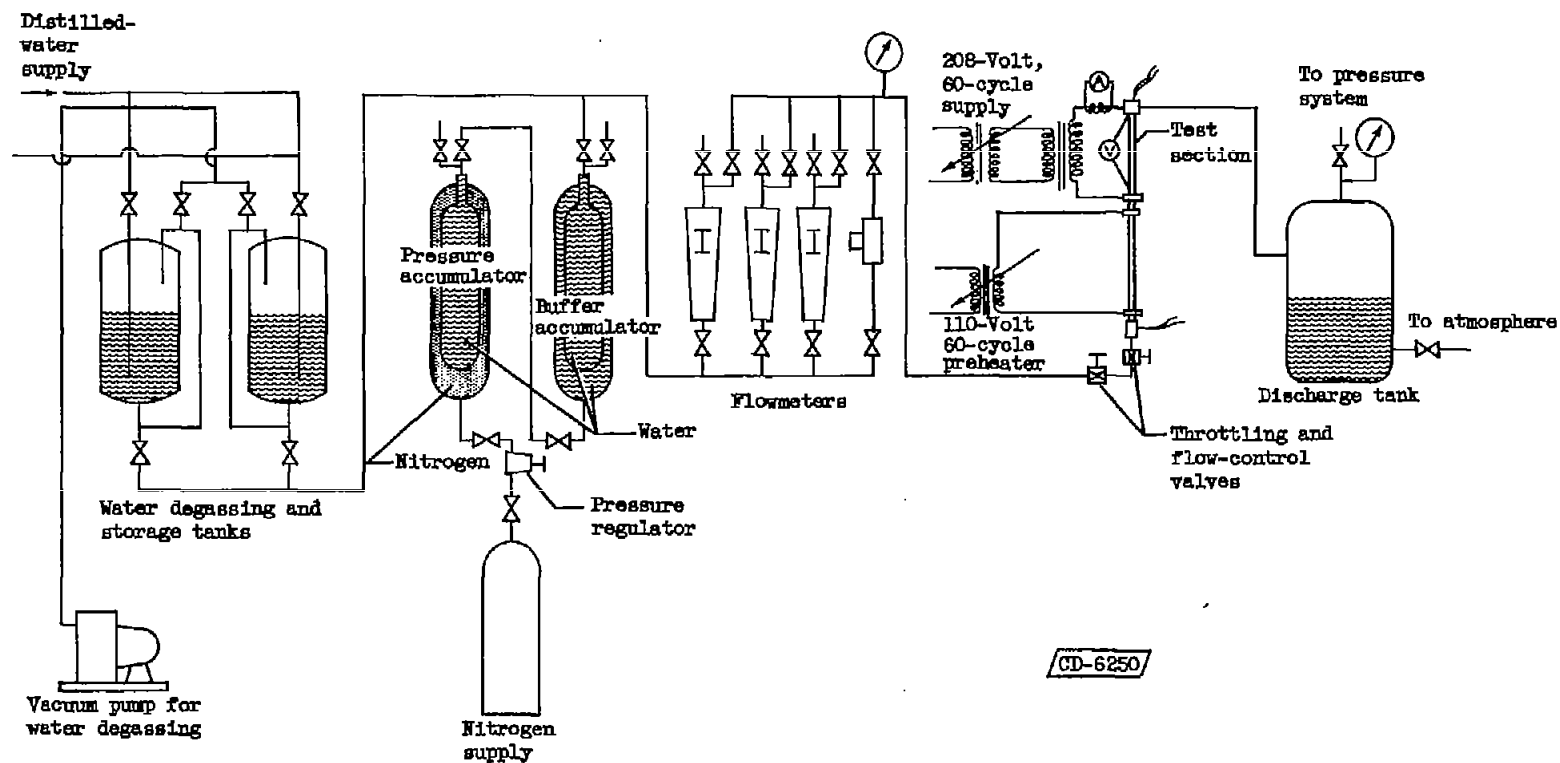 Distilled-
water
supply
208-Volt,
60-cycle
supply
A
V
Test
section
To pressure
system
Pressure
accumulator
Buffer
accumulator
110-Volt
60-cycle
preheater
To atmosphere
Flowmeters
Discharge tank
Water
Nitrogen
Throttling and
flow-control
valves
Water degassing and
storage tanks
Pressure
regulator
CD-6250
Vacuum pump for
water degassing
Nitrogen
supply